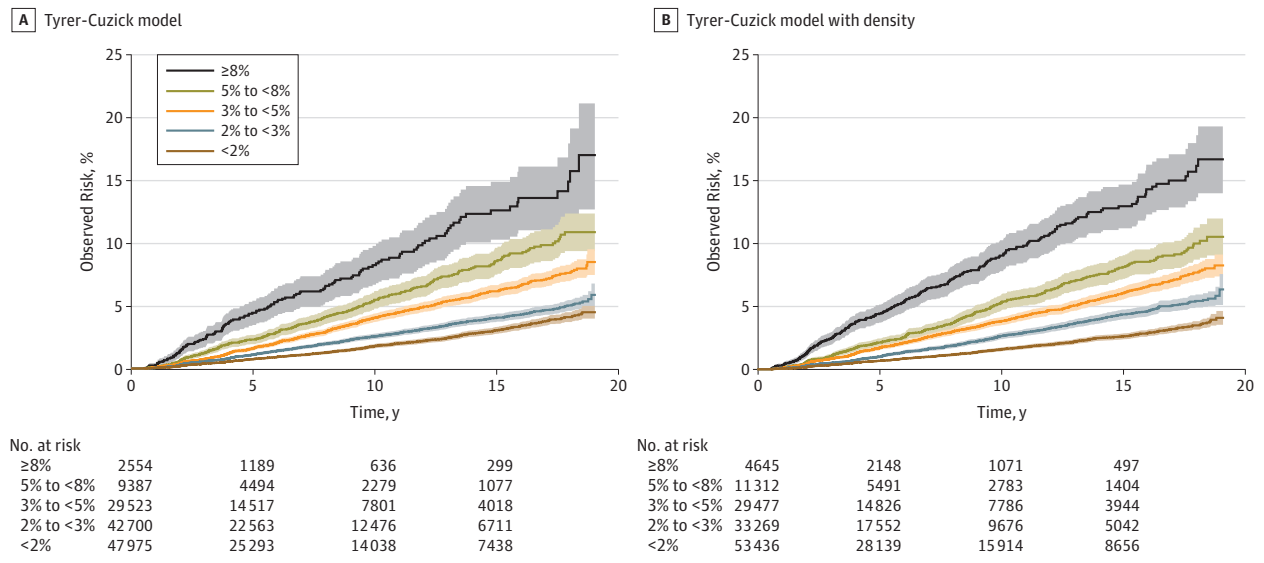 A Tyrer-Cuzick model
25
20
15
10
5
0
Observed Risk, %
≥8%
5% to <8%
3% to <5%
2% to <3%
<2%
0 5 10 15 20
Time, y
No. at risk
≥8% 2554 1189 636 299
5% to <8% 9387 4494 2279 1077
3% to <5% 29523 14517 7801 4018
2% to <3% 42700 22563 12476 6711
<2% 47975 25293 14038 7438
B Tyrer-Cuzick model with density
25
20
15
10
5
0
Observed Risk, %
0 5 10 15 20
Time, y
No. at risk
≥8% 4645 2148 1071 497
5% to <8% 11312 5491 2783 1404
3% to <5% 29477 14826 7786 3944
2% to <3% 33269 17552 9676 5042
<2% 53436 28139 15914 8656